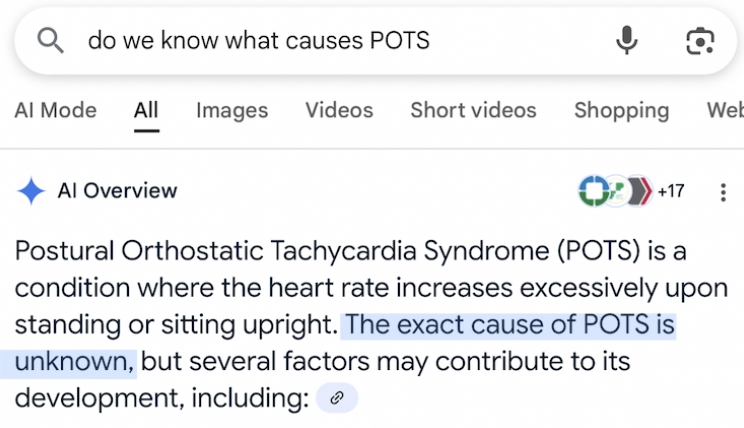 do we know what causes POTS
AI Mode All Images Videos Short videos Shopping Web
AI Overview +17
Postural Orthostatic Tachycardia Syndrome (POTS) is a
condition where the heart rate increases excessively upon
standing or sitting upright. The exact cause of POTS is
unknown, but several factors may contribute to its
development, including: